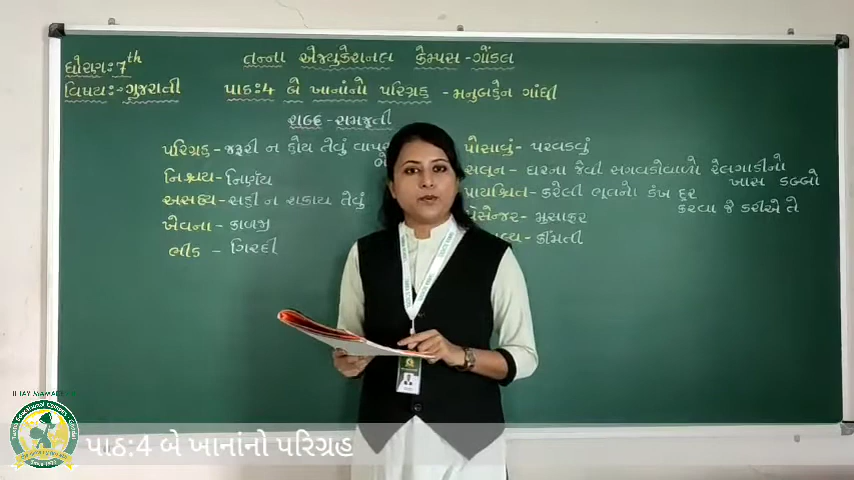 ધોરણ:7th
તન્ના એજ્યુકેશનલ કેમ્પસ-ગોંડલ
વિષય:-ગુજરાતી
પાઠ:4 બે ખાનાંનો પરિગ્રહ -મનુબહેન ગાંધી
શબ્દ-સમજૂતી
પરિગ્રહ-જરૂરી ન હોય તેવું
નિશ્ચય-નિર્ણય
અસહ્ય-સહી ન શકાય તેવું
ખેવના-કાળજી
ભીડ - ગિરદી
પોસાવું- પરવડવું
સલૂન-ઘરના જેવી સગવડોવાળો રેલગાડીનો
ખાસ ડબ્બો
પ્રાયશ્ચિત-કરેલી ભૂલનો ડંખ દૂર
કરવા જે કરીએ તે
પેસેન્જર-મુસાફર
કીંમતી
પાઠ:4 બે ખાનાંનો પરિગ્રહ